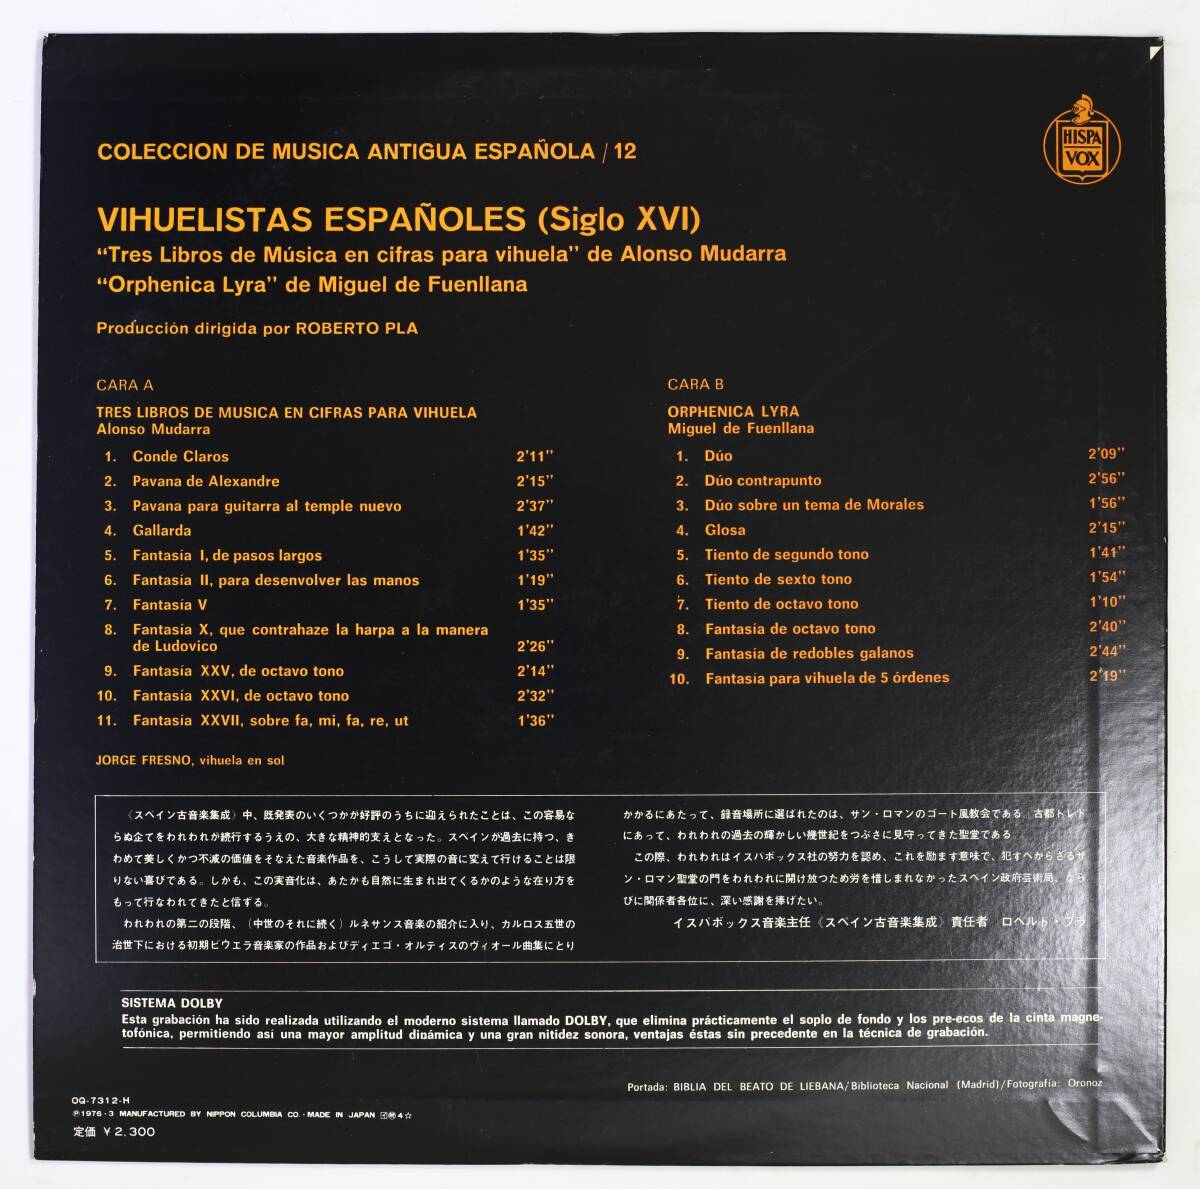 COLECCION DE MUSICA ANTIGUA ESPAÑOLA / 12
HISPA
VOX
VIHUELISTAS ESPAÑOLES (Siglo XVI)
“Tres Libros de Música en cifras para vihuela” de Alonso Mudarra
“Orphenica Lyra” de Miguel de Fuenllana
Producción dirigida por ROBERTO PLA
CARA A
TRES LIBROS DE MUSICA EN CIFRAS PARA VIHUELA
Alonso Mudarra
1. Conde Claros 2'11''
2. Pavana de Alexandre 2'15''
3. Pavana para guitarra al temple nuevo 2'37''
4. Gallarda 1'42''
5. Fantasía I, de pasos largos 1'35''
6. Fantasía II, para desenvolver las manos 1'19''
7. Fantasía V 1'35''
8. Fantasía X, que contrahaze la harpa a la manera
de Ludovico 2'26''
9. Fantasía XXV, de octavo tono 2'14''
10. Fantasía XXVI, de octavo tono 2'32''
11. Fantasía XXVII, sobre fa, mi, fa, re, ut 1'36''
JORGE FRESNO, vihuela en sol
CARA B
ORPHENICA LYRA
Miguel de Fuenllana
1. Dúo 2'09''
2. Dúo contrapunto 2'56''
3. Dúo sobre un tema de Morales 1'56''
4. Glosa 2'15''
5. Tiento de segundo tono 1'41''
6. Tiento de sexto tono 1'54''
7. Tiento de octavo tono 1'10''
8. Fantasía de octavo tono 2'40''
9. Fantasía de redobles galanos 2'44''
10. Fantasía para vihuela de 5 órdenes 2'19''
《スペイン古音楽集成》中、既発表のいくつかが好評のうちに迎えられたことは、この容易な
らぬ企てをわれわれが続行するうえの、大きな精神的支えとなった。スペインが過去に持つ、き
わめて美しくかつ不滅の価値をそなえた音楽作品を、こうして実際の音に変えて行けることは限
りない喜びである。しかも、この実音化は、あたかも自然に生まれ出てくるかのような在り方を
もって行なわれてきたと信する。
われわれの第二の段階、(中世のそれに続く) ルネサンス音楽の紹介に入り、カルロス五世の
治世下における初期ビウエラ音楽家の作品およびディエゴ・オルティスのヴィオール曲集にとり
かかるにあたって、録音場所に選ばれたのは、サン・ロマンのゴート風教会である 古都トレド
にあって、われわれの過去の輝かしい幾世紀をつぶさに見守ってきた聖堂である
この際、われわれはイスパボックス社の努力を認め、これを励ます意味で、犯すべからざるサ
ン・ロマン聖堂の門をわれわれに開け放つため労を惜しまれなかったスペイン政府芸術局、なら
びに関係者各位に、深い感謝を捧げたい。
イスパボックス音楽主任《スペイン古音楽集成》責任者 ロベルト・プラ
SISTEMA DOLBY
Esta grabación ha sido realizada utilizando el moderno sistema llamado DOLBY, que elimina prácticamente el soplo de fondo y los pre-ecos de la cinta magne-
tofónica, permitiendo así una mayor amplitud dinámica y una gran nitidez sonora, ventajas éstas sin precedente en la técnica de grabación.
Portada: BIBLIA DEL BEATO DE LIEBANA/Biblioteca Nacional (Madrid)/Fotografía: Oronoz
OQ-7312-H
℗1976・3 MANUFACTURED BY NIPPON COLUMBIA CO.・MADE IN JAPAN 4☆
定価 ¥2,300